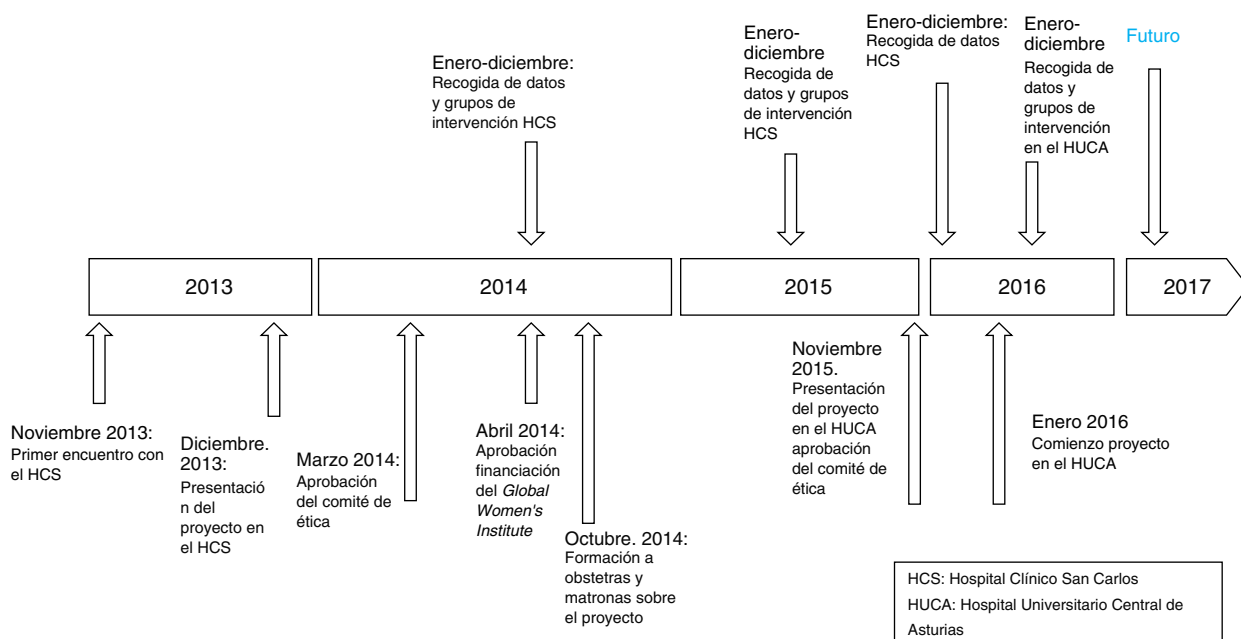 Enero-diciembre:
Recogida de datos
y grupos de
intervención HCS
Enero-
diciembre
Recogida de
datos y grupos
de intervención
HCS
Enero-diciembre:
Recogida de datos
HCS
Enero-
diciembre
Recogida de
datos y
grupos de
intervención
en el HUCA
Futuro
2013
2014
2015
2016
2017
Noviembre 2013:
Primer encuentro con
el HCS
Diciembre.
2013:
Presentació
n del
proyecto en
el HCS
Marzo 2014:
Aprobación
del comité de
ética
Abril 2014:
Aprobación
financiación
del Global
Women's
Institute
Octubre. 2014:
Formación a
obstetras y
matronas sobre
el proyecto
Noviembre
2015.
Presentación
del proyecto
en el HUCA
aprobación
del comité de
ética
Enero 2016
Comienzo proyecto
en el HUCA
HCS: Hospital Clínico San Carlos
HUCA: Hospital Universitario Central de
Asturias